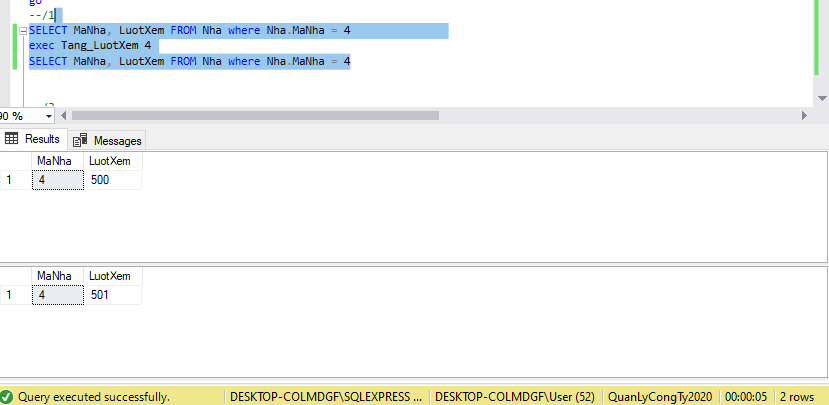 go
--/1
SELECT MaNha, LuotXem FROM Nha where Nha.MaNha = 4
exec Tang_LuotXem 4
SELECT MaNha, LuotXem FROM Nha where Nha.MaNha = 4
90 %
Results Messages
MaNha LuotXem
1 4 500
MaNha LuotXem
1 4 501
Query executed successfully. DESKTOP-COLMDGF\SQLEXPRESS ... DESKTOP-COLMDGF\User (52) QuanLyCongTy2020 00:00:05 2 rows